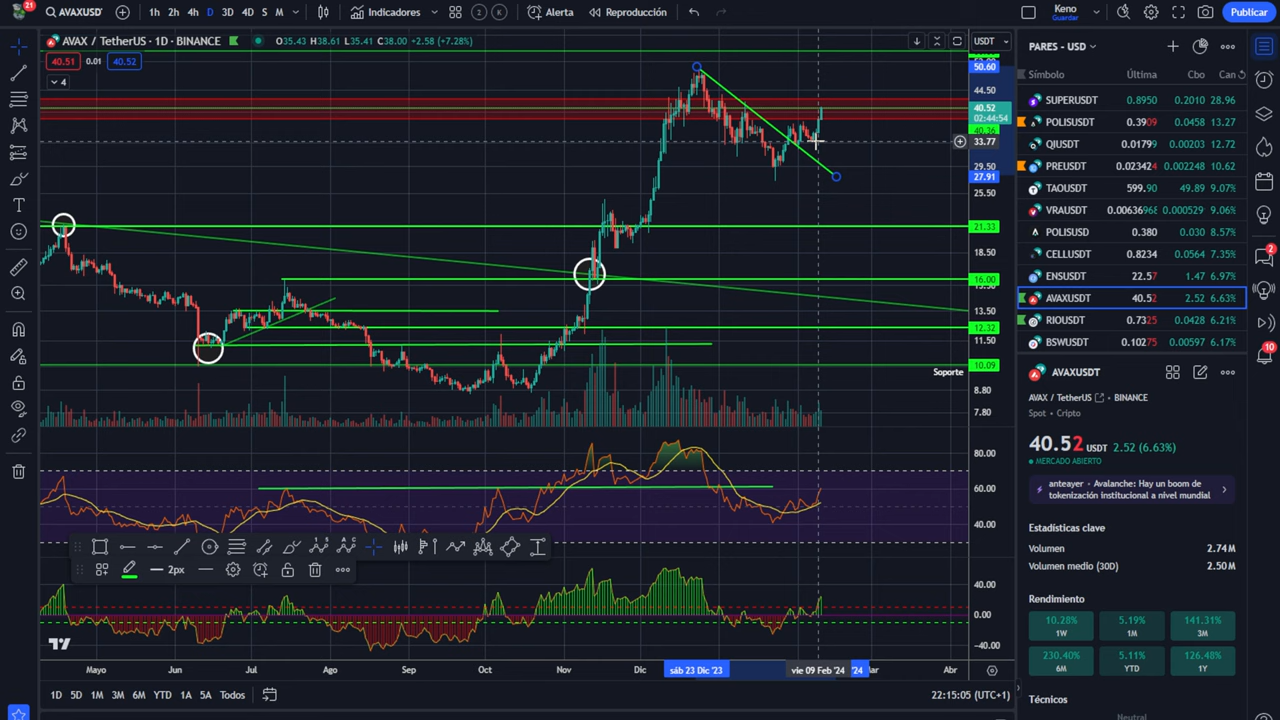 21 AVAXUSD 1h 2h 4h D 3D 4D S M Indicadores 2 K Alerta Reproducción Keno Guardar Publicar
AVAX / TetherUS · 1D · BINANCE O35.43 H38.61 L35.41 C38.00 +2.58 (+7.28%)
USDT
40.51 0.01 40.52
4
50.60
44.50
40.52
02:44:54
40.36
33.77
29.50
27.91
25.50
21.33
18.50
16.00
13.50
12.32
11.50
10.09
Soporte
8.80
7.80
80.00
60.00
40.00
2px
40.00
0.00
−40.00
Mayo Jun Jul Ago Sep Oct Nov Dic sáb 23 Dic '23 vie 09 Feb '24 '24 Mar Abr
1D 5D 1M 3M 6M YTD 1A 5A Todos 22:15:05 (UTC+1)
PARES - USD
Símbolo Última Cbo Can
SUPERUSDT 0.8950 0.2010 28.96
POLISUSDT 0.3909 0.0458 13.27
QIUSDT 0.01799 0.00203 12.72
PREUSDT 0.023424 0.002248 10.62
TAOUSDT 599.90 49.89 9.07%
VRAUSDT 0.00636968 0.000529 9.06%
POLISUSD 0.380 0.030 8.57%
CELLUSDT 0.8234 0.0564 7.35%
ENSUSDT 22.57 1.47 6.97%
AVAXUSDT 40.52 2.52 6.63%
RIOUSDT 0.7325 0.0428 6.21%
BSWUSDT 0.10275 0.00597 6.17%
AVAXUSDT
AVAX / TetherUS BINANCE
Spot • Cripto
40.52 USDT 2.52 (6.63%)
MERCADO ABIERTO
anteayer • Avalanche: Hay un boom de tokenización institucional a nivel mundial
Estadísticas clave
Volumen 2.74M
Volumen medio (30D) 2.50M
Rendimiento
10.28% 5.19% 141.31%
1W 1M 3M
230.40% 5.11% 126.48%
6M YTD 1Y
Técnicos
Neutral
2
10